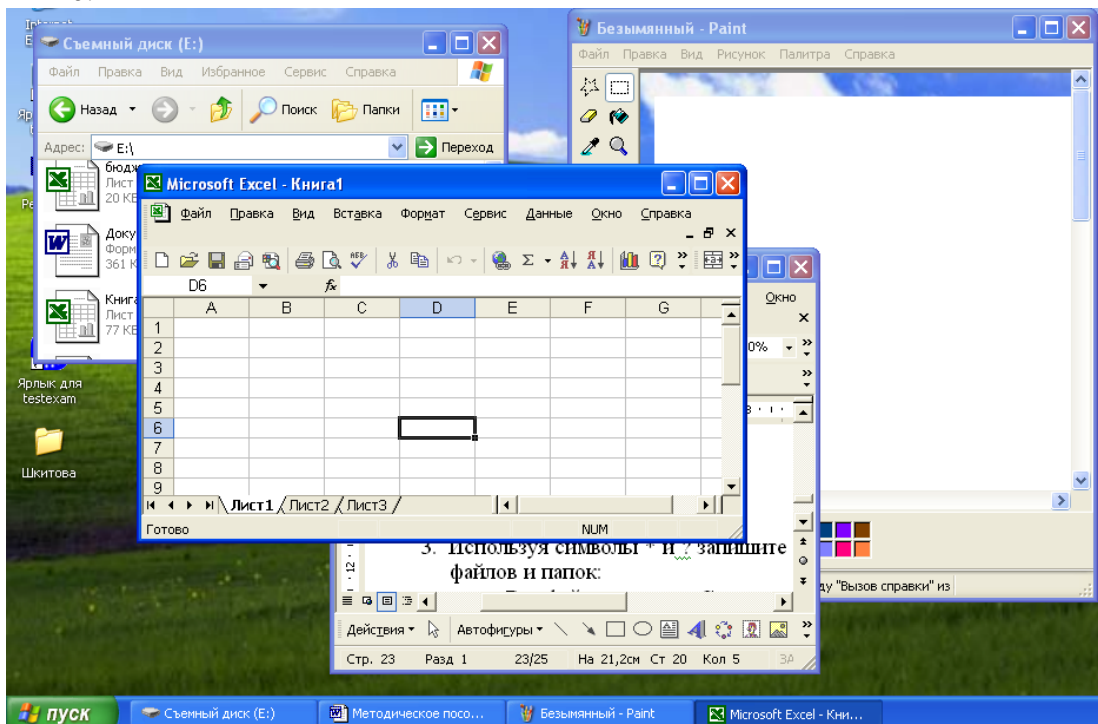 Съемный диск (E:)
Файл Правка Вид Избранное Сервис Справка
Назад Поиск Папки
Адрес: E:\ Переход
Лист
20 КБ
361 К
Лист
77 КБ
Ярлык для
testexam
Шкитова
Безымянный - Paint
Файл Правка Вид Рисунок Палитра Справка
Microsoft Excel - Книга1
Файл Правка Вид Вставка Формат Сервис Данные Окно Справка
D6 fx
A B C D E F G
1
2
3
4
5
6
7
8
9
Лист1 Лист2 Лист3
Готово NUM
Окно
0%
3. Используя символы * и ? запишите
файлов и папок:
Действия Автофигуры
Стр. 23 Разд 1 23/25 На 21,2см Ст 20 Кол 5 ЗА
"Вызов справки" из
пуск Съемный диск (E:) Методическое посо... Безымянный - Paint Microsoft Excel - Кни...